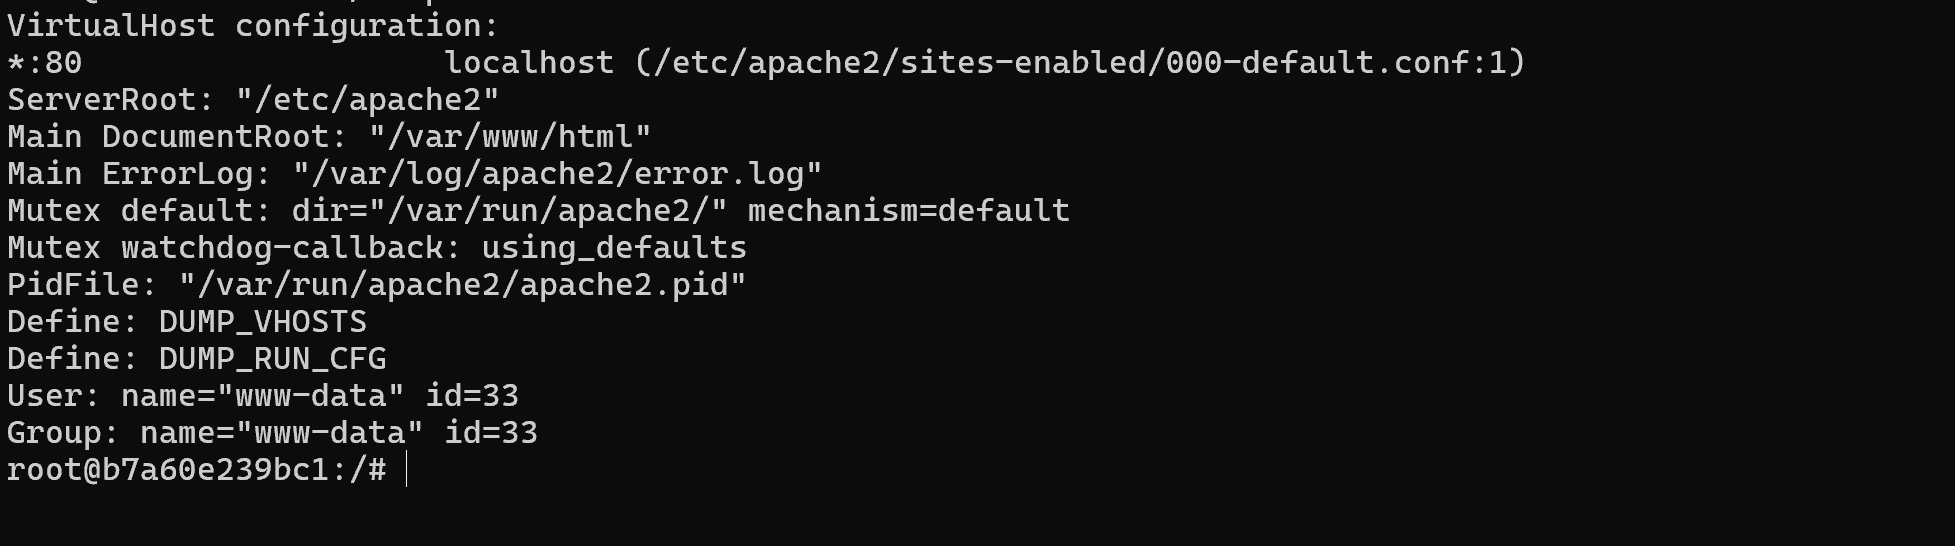 VirtualHost configuration:
*:80                   localhost (/etc/apache2/sites-enabled/000-default.conf:1)
ServerRoot: "/etc/apache2"
Main DocumentRoot: "/var/www/html"
Main ErrorLog: "/var/log/apache2/error.log"
Mutex default: dir="/var/run/apache2/" mechanism=default
Mutex watchdog-callback: using_defaults
PidFile: "/var/run/apache2/apache2.pid"
Define: DUMP_VHOSTS
Define: DUMP_RUN_CFG
User: name="www-data" id=33
Group: name="www-data" id=33
root@b7a60e239bc1:/#